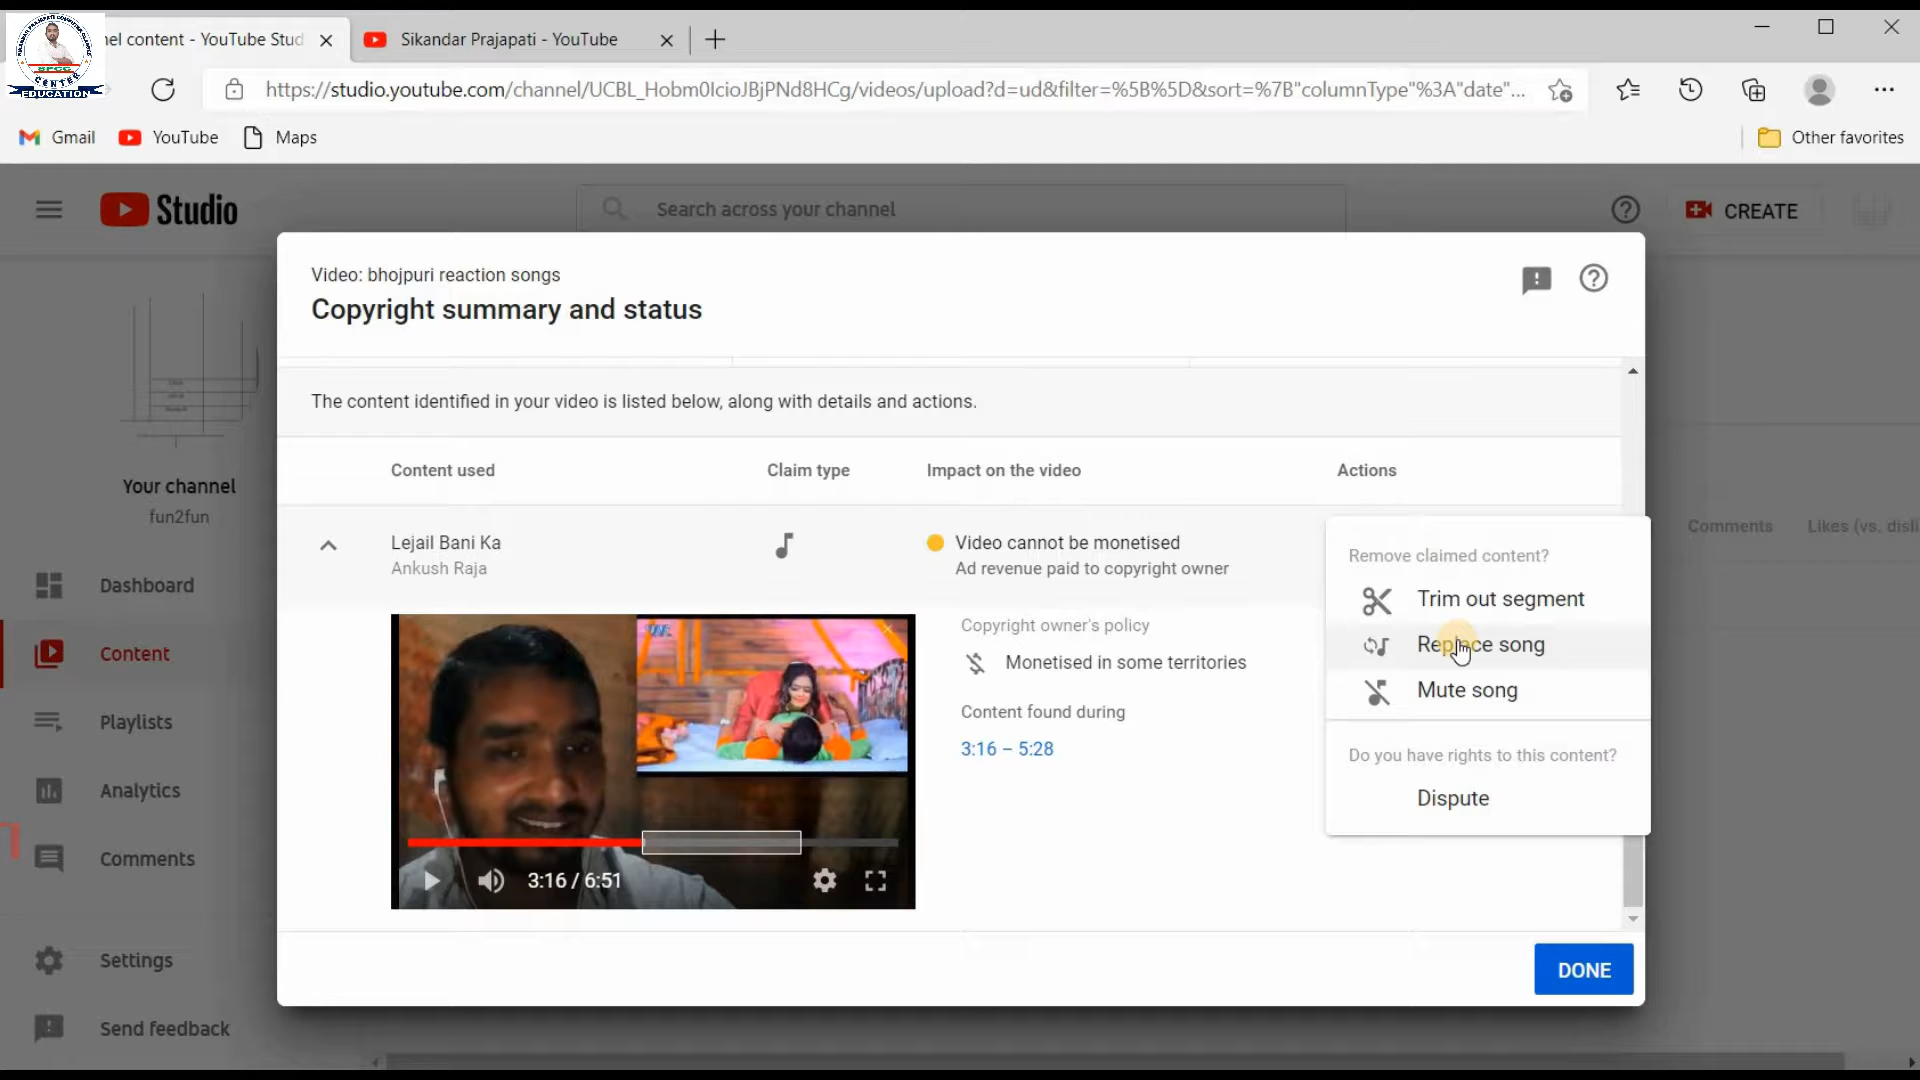 nel content - YouTube Stud
Sikandar Prajapati - YouTube
SPCC
CENTER
EDUCATION
https://studio.youtube.com/channel/UCBL_Hobm0IcioJBjPNd8HCg/videos/upload?d=ud&filter=%5B%5D&sort=%7B"columnType"%3A"date"...
Gmail
YouTube
Maps
Other favorites
Studio
Search across your channel
CREATE
Video: bhojpuri reaction songs
Copyright summary and status
The content identified in your video is listed below, along with details and actions.
Content used
Claim type
Impact on the video
Actions
Your channel
fun2fun
Comments
Likes (vs. disli
Lejail Bani Ka
Ankush Raja
Video cannot be monetised
Ad revenue paid to copyright owner
Remove claimed content?
Trim out segment
Replace song
Mute song
Do you have rights to this content?
Dispute
Copyright owner's policy
Monetised in some territories
Content found during
3:16 – 5:28
3:16 / 6:51
Dashboard
Content
Playlists
Analytics
Comments
Settings
Send feedback
DONE